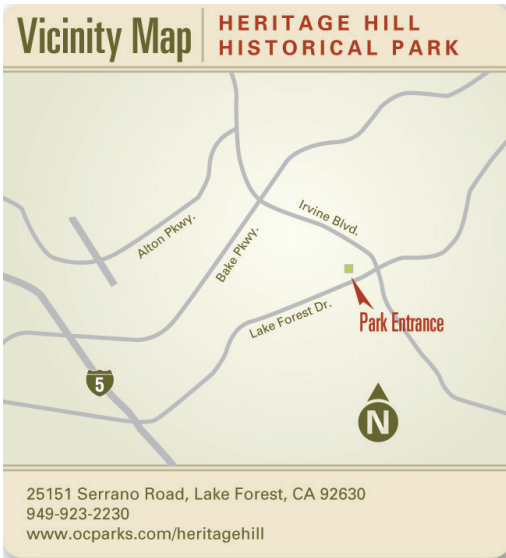 Vicinity Map
HERITAGE HILL
HISTORICAL PARK
Irvine Blvd.
Alton Pkwy.
Bake Pkwy.
Lake Forest Dr.
Park Entrance
5
N
25151 Serrano Road, Lake Forest, CA 92630
949-923-2230
www.ocparks.com/heritagehill